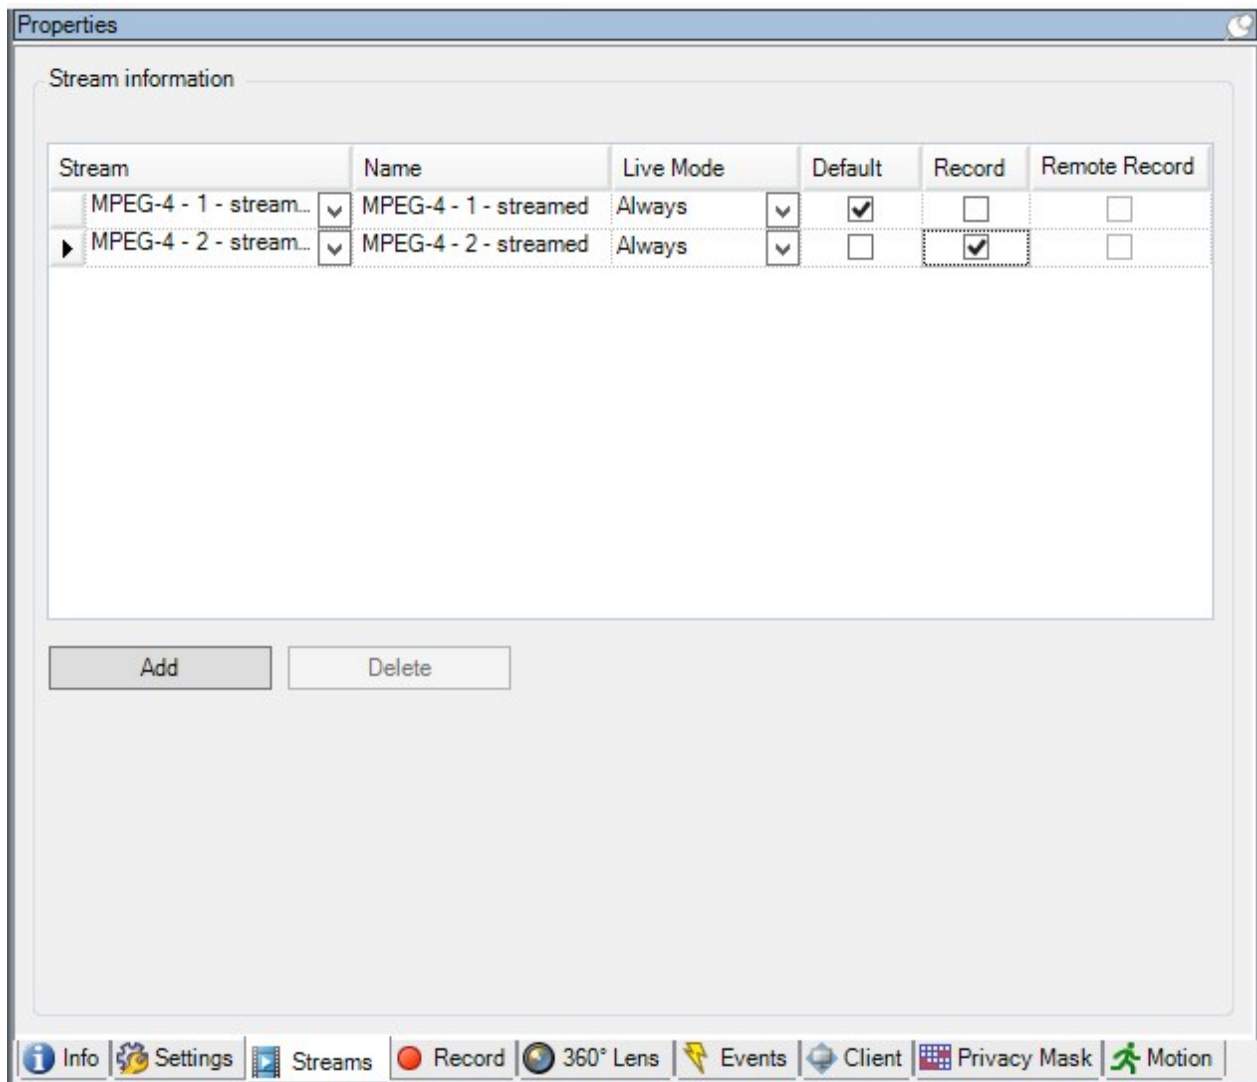 Properties
Stream information
Stream Name Live Mode Default Record Remote Record
MPEG-4 - 1 - stream... MPEG-4 - 1 - streamed Always
MPEG-4 - 2 - stream... MPEG-4 - 2 - streamed Always
Add Delete
Info Settings Streams Record 360° Lens Events Client Privacy Mask Motion